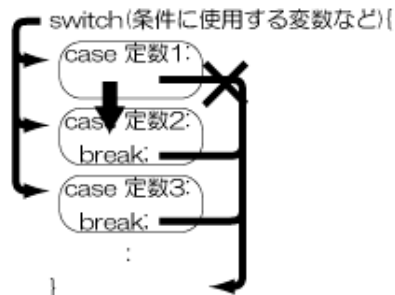 switch(条件に使用する変数など){
case 定数1:
case 定数2:
break;
case 定数3:
break;
:
}